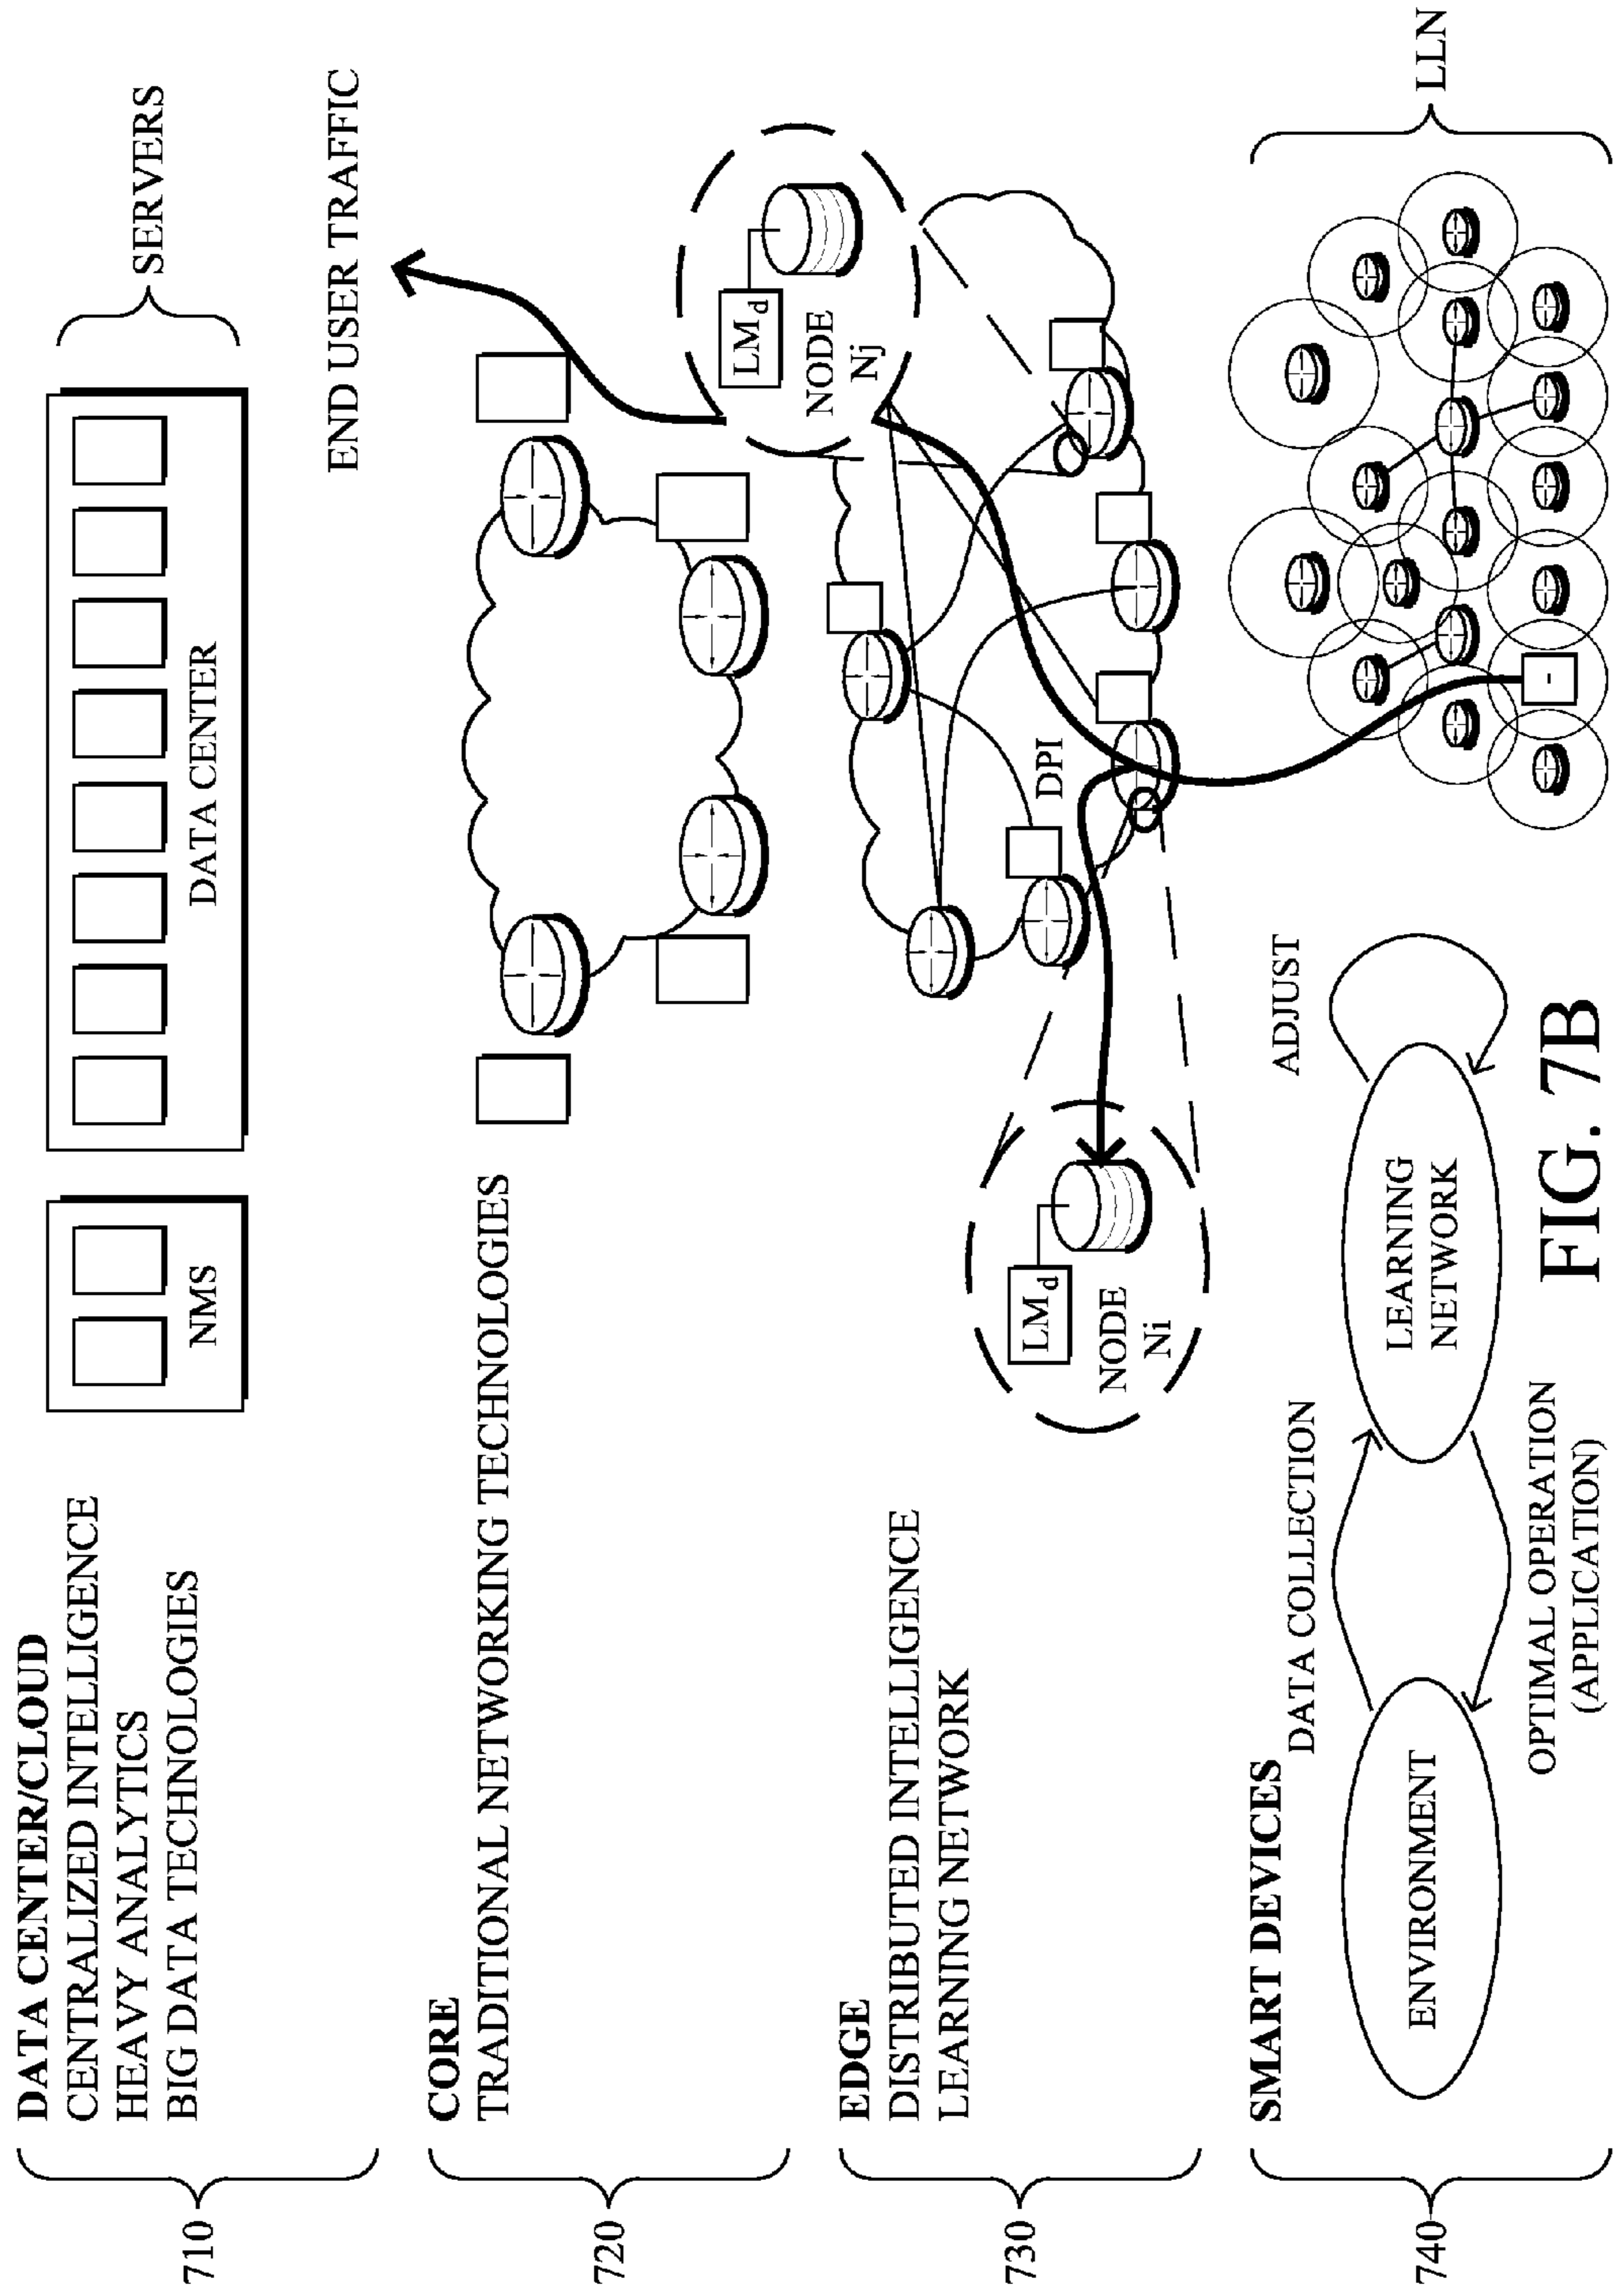 710
DATA CENTER/CLOUD
CENTRALIZED INTELLIGENCE
HEAVY ANALYTICS
BIG DATA TECHNOLOGIES
NMS
DATA CENTER
SERVERS
END USER TRAFFIC
720
CORE
TRADITIONAL NETWORKING TECHNOLOGIES
730
EDGE
DISTRIBUTED INTELLIGENCE
LEARNING NETWORK
LMd
NODE
Ni
DPI
LMd
NODE
Nj
740
SMART DEVICES
ENVIRONMENT
DATA COLLECTION
OPTIMAL OPERATION
(APPLICATION)
LEARNING
NETWORK
ADJUST
LLN
FIG. 7B